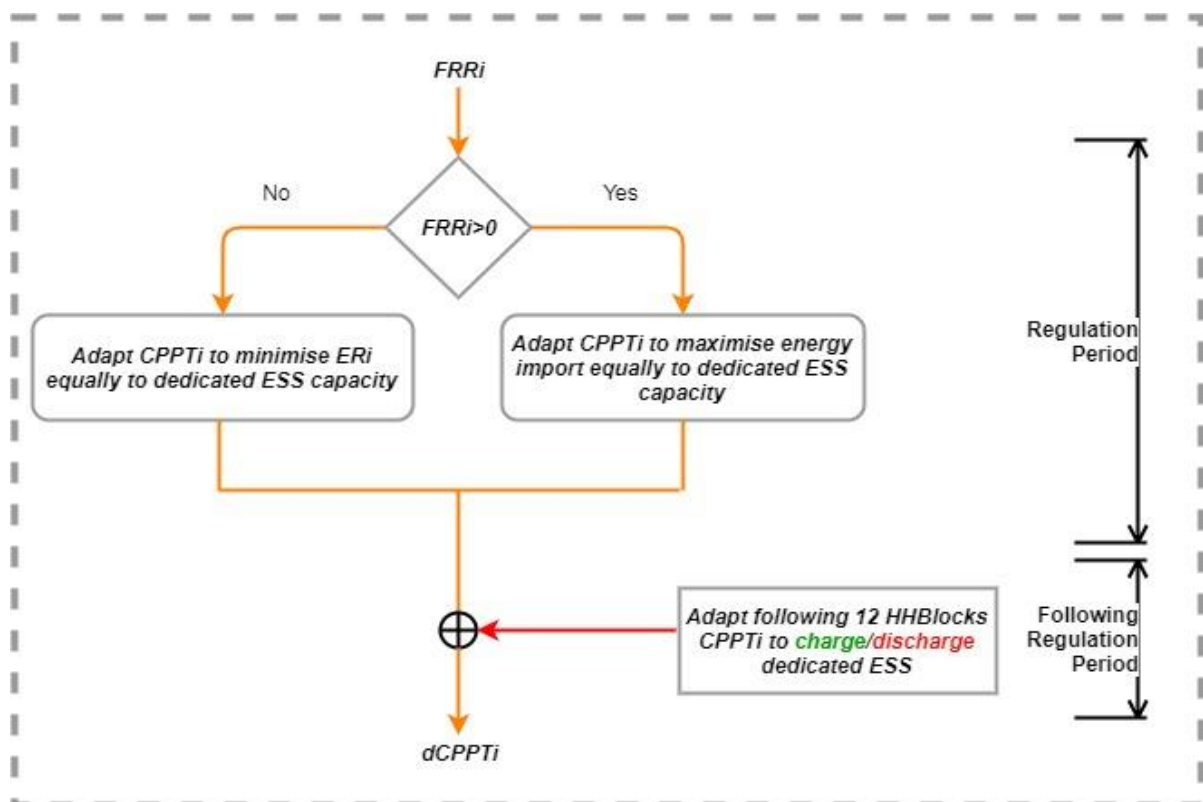 FRRi
No
Yes
FRRi>0
Adapt CPPTi to minimise ERi
equally to dedicated ESS capacity
Adapt CPPTi to maximise energy
import equally to dedicated ESS
capacity
Regulation
Period
Adapt following 12 HHBlocks
CPPTi to charge/discharge
dedicated ESS
Following
Regulation
Period
dCPPTi